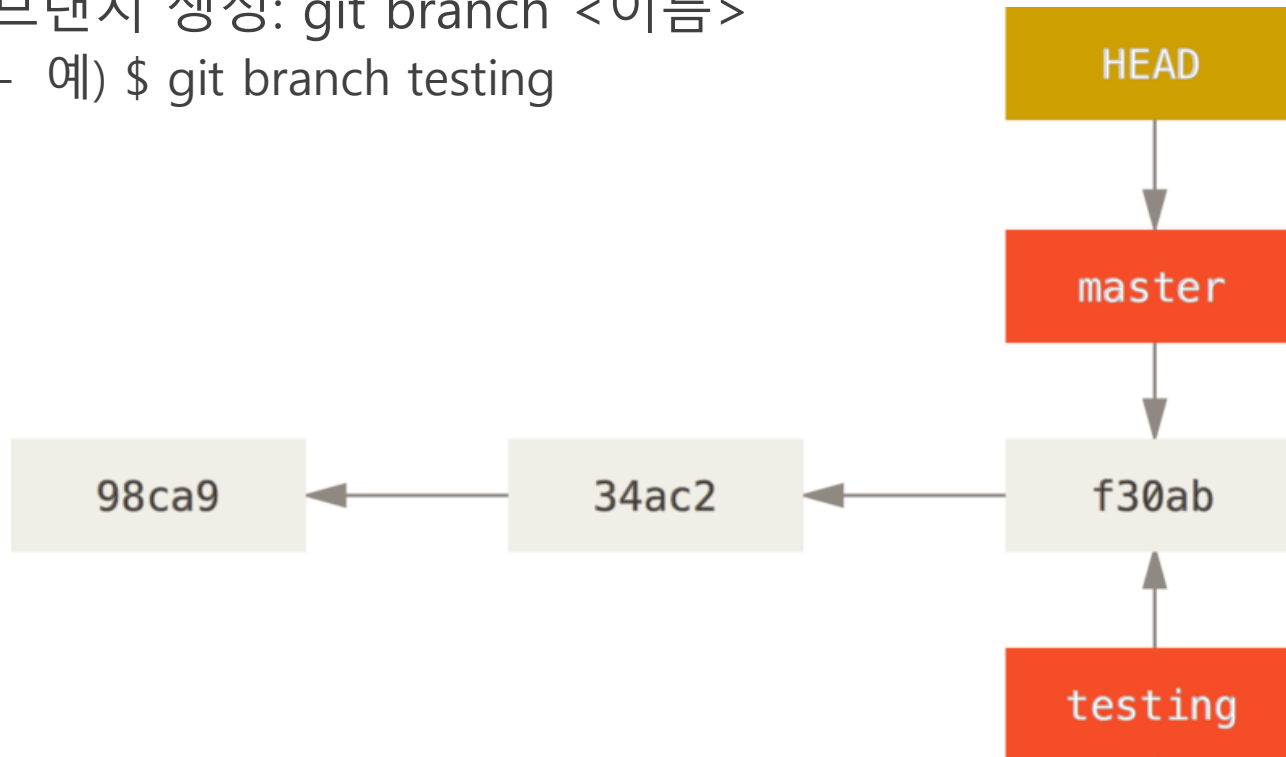 브랜치 생성: git branch <이름>
- 예) $ git branch testing
HEAD
master
98ca9
34ac2
f30ab
testing